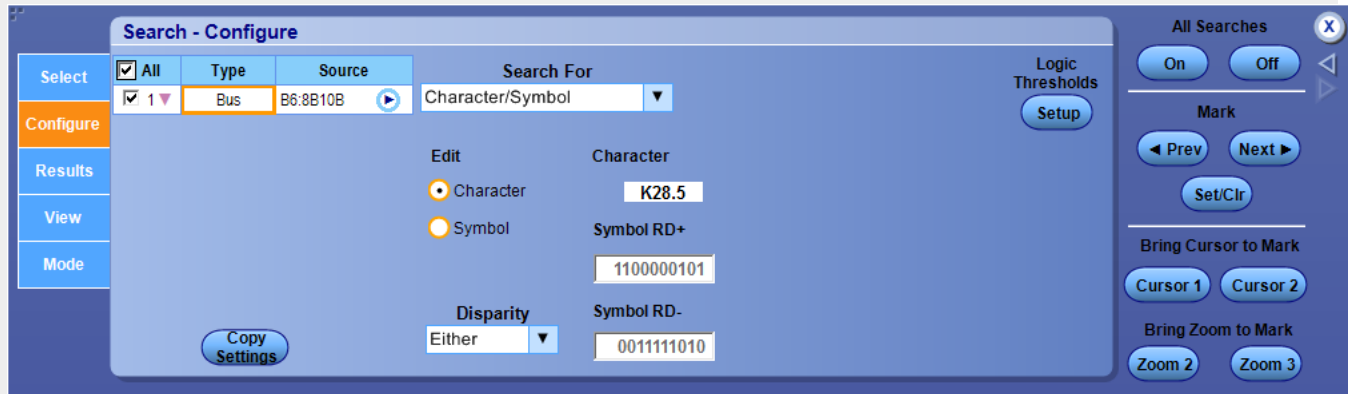 Search - Configure
Select
Configure
Results
View
Mode
All Type Source
1 Bus B6:8B10B
Search For
Character/Symbol
Logic
Thresholds
Setup
Edit
Character
Symbol
Character
K28.5
Symbol RD+
1100000101
Disparity
Either
Symbol RD-
0011111010
Copy
Settings
All Searches
X
On Off
Mark
◄ Prev Next ►
Set/Clr
Bring Cursor to Mark
Cursor 1 Cursor 2
Bring Zoom to Mark
Zoom 2 Zoom 3